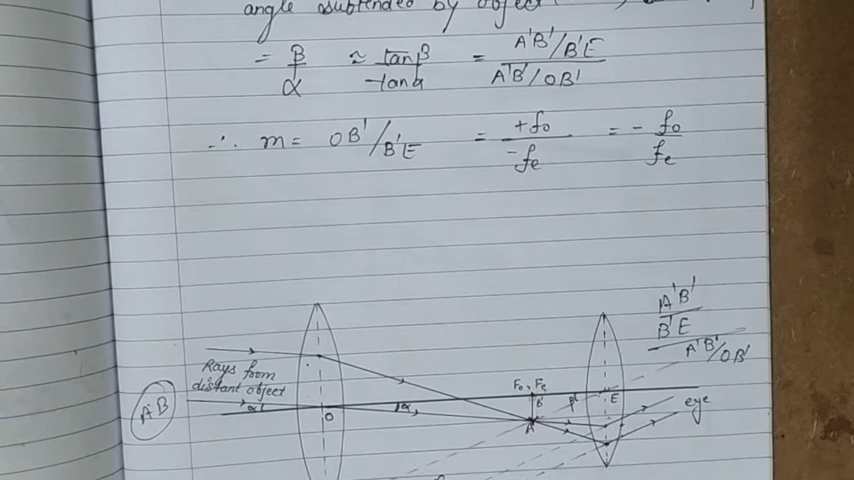 angle subtended by object
= β/α ≈ tanβ/tanα = A'B'/B'E / A'B'/OB'
∴ m = OB'/B'E = +fo/-fe = - fo/fe
A'B'
B'E
A'B'/OB'
Rays from
distant object
Fo, Fe
AB
α
O
α
B'
β
E
eye
A'